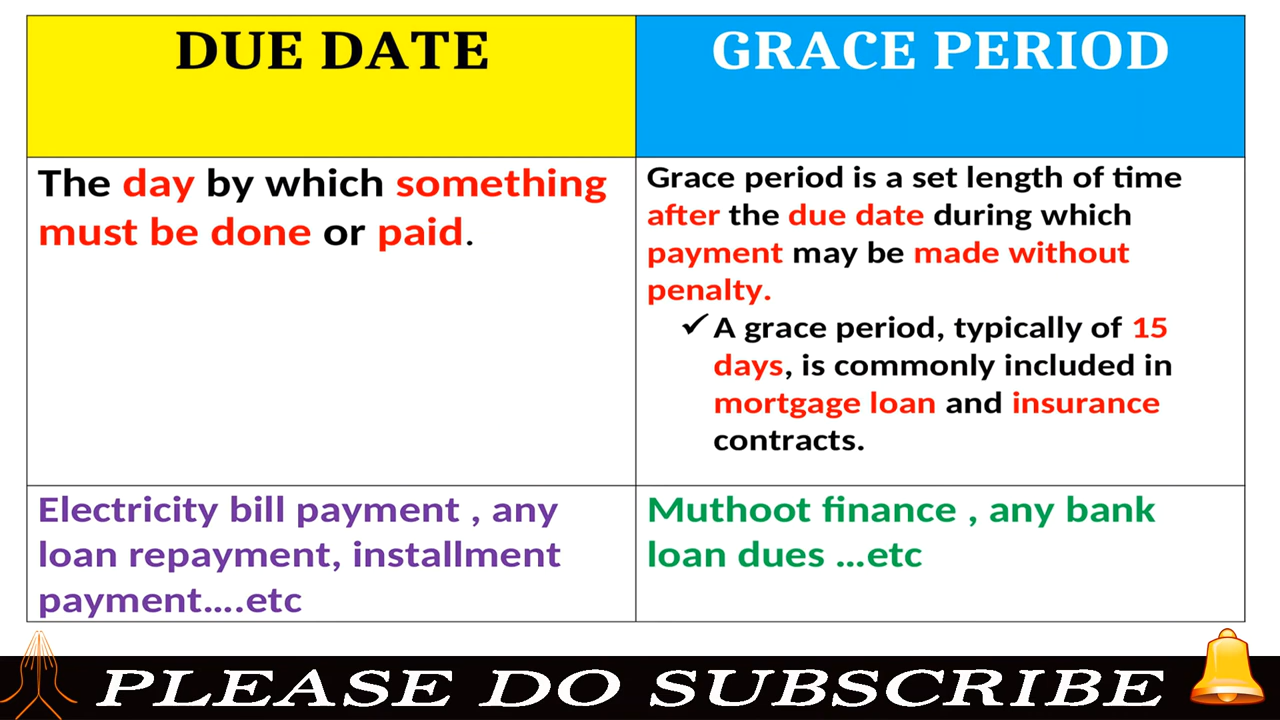 DUE DATE
GRACE PERIOD
The day by which something
must be done or paid.
Grace period is a set length of time
after the due date during which
payment may be made without
penalty.
✓ A grace period, typically of 15
days, is commonly included in
mortgage loan and insurance
contracts.
Electricity bill payment , any
loan repayment, installment
payment....etc
Muthoot finance , any bank
loan dues ...etc
PLEASE DO SUBSCRIBE